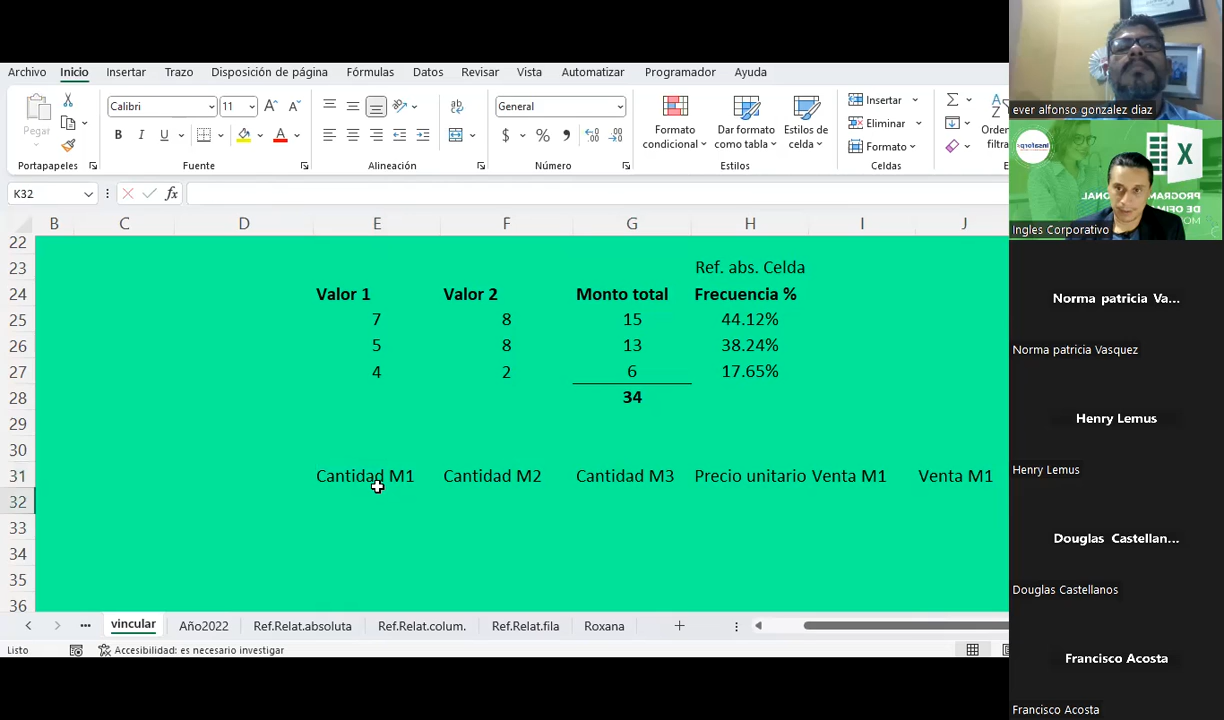 Archivo Inicio Insertar Trazo Disposición de página Fórmulas Datos Revisar Vista Automatizar Programador Ayuda
Pegar
Calibri 11
N K S
General
$ % 
Formato condicional
Dar formato como tabla
Estilos de celda
Insertar
Eliminar
Formato
Portapapeles Fuente Alineación Número Estilos Celdas
K32 fx
B C D E F G H I J
22
23 Ref. abs. Celda
24 Valor 1 Valor 2 Monto total Frecuencia %
25 7 8 15 44.12%
26 5 8 13 38.24%
27 4 2 6 17.65%
28 34
29
30
31 Cantidad M1 Cantidad M2 Cantidad M3 Precio unitario Venta M1 Venta M1
32
33
34
35
36
vincular Año2022 Ref.Relat.absoluta Ref.Relat.colum. Ref.Relat.fila Roxana
Listo Accesibilidad: es necesario investigar
ever alfonso gonzalez diaz
Ingles Corporativo
Norma patricia Va...
Norma patricia Vasquez
Henry Lemus
Henry Lemus
Douglas Castellan...
Douglas Castellanos
Francisco Acosta
Francisco Acosta